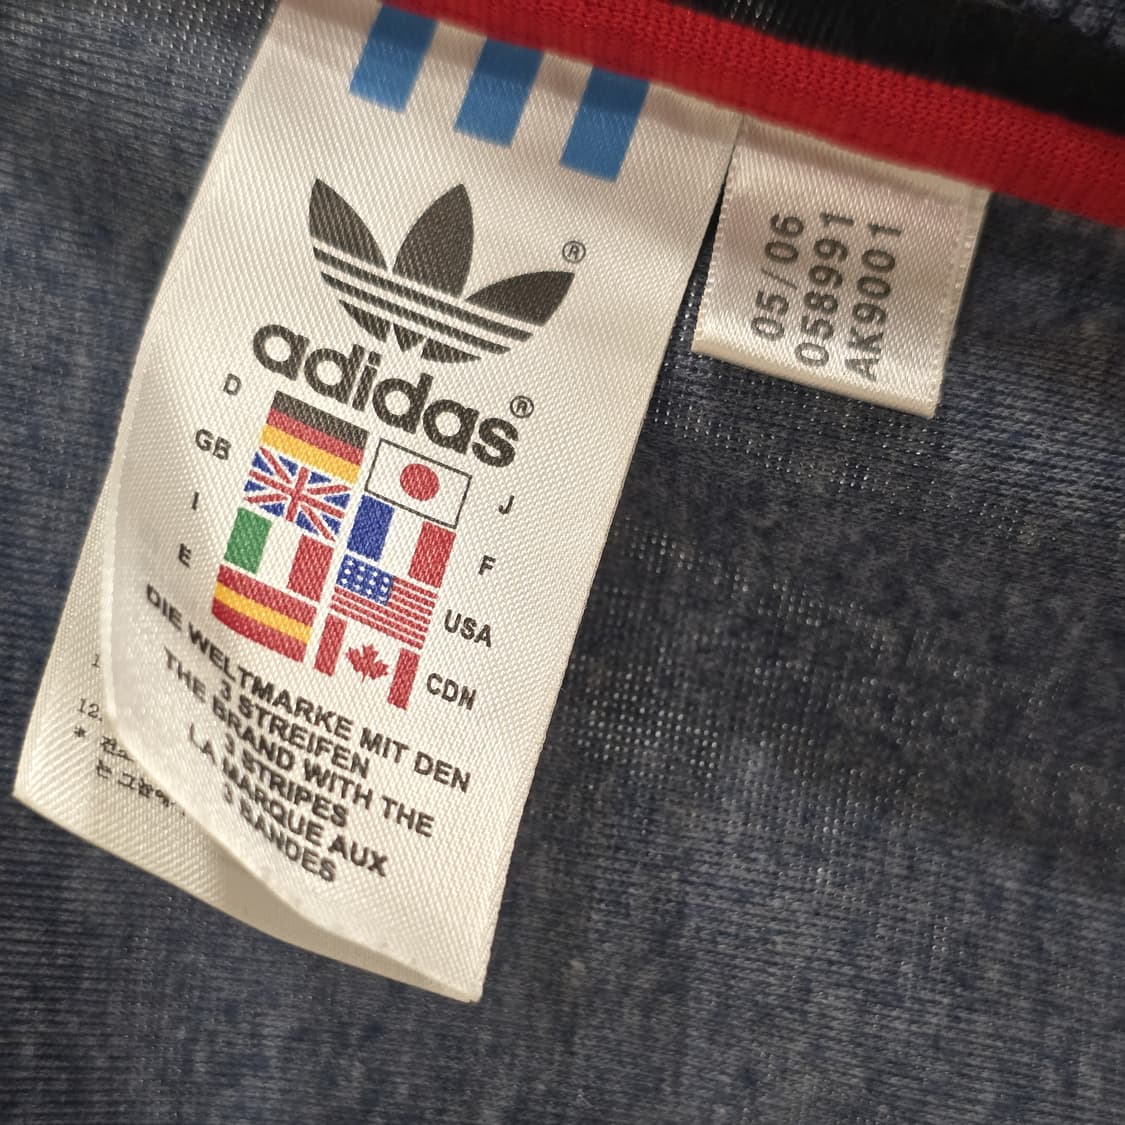 ®
adidas®
D
J
GB
F
I
USA
E
CDN
DIE WELTMARKE MIT DEN
3 STREIFEN
THE BRAND WITH THE
3 STRIPES
LA MARQUE AUX
3 BANDES
05/06
058991
AK9001
12.
*